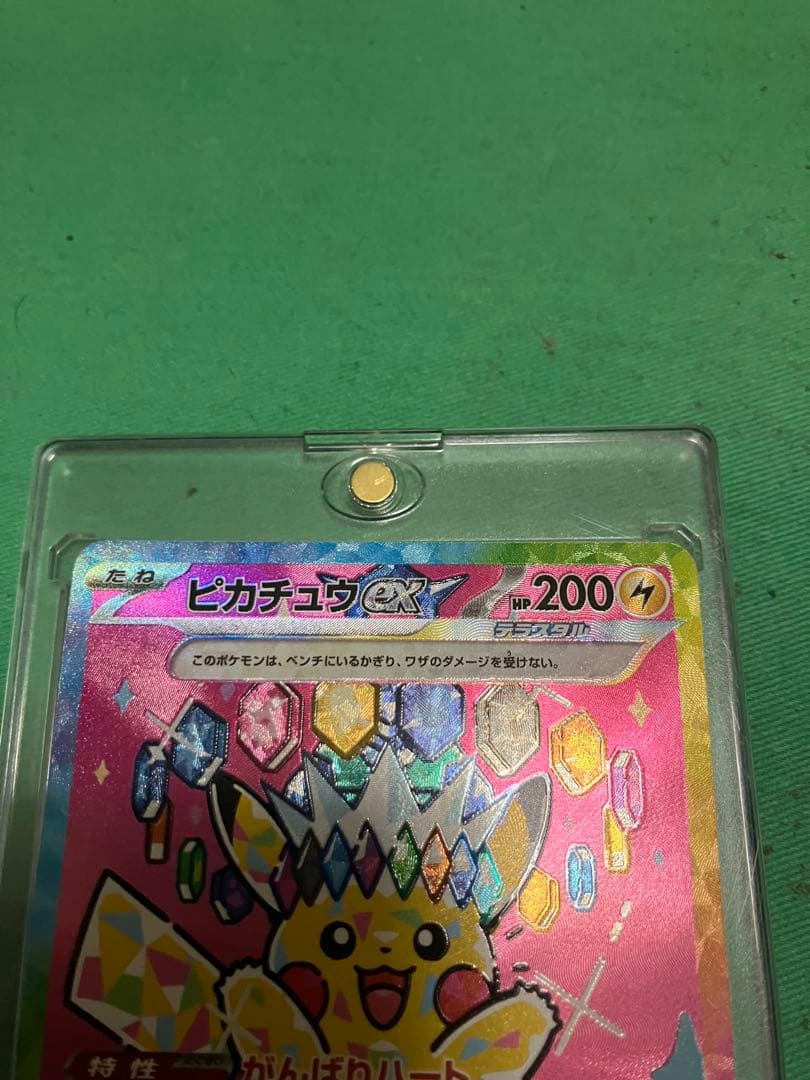 たね ピカチュウex HP200
テラスタル
このポケモンは、ベンチにいるかぎり、ワザのダメージを受けない。
特性 がんばりハート